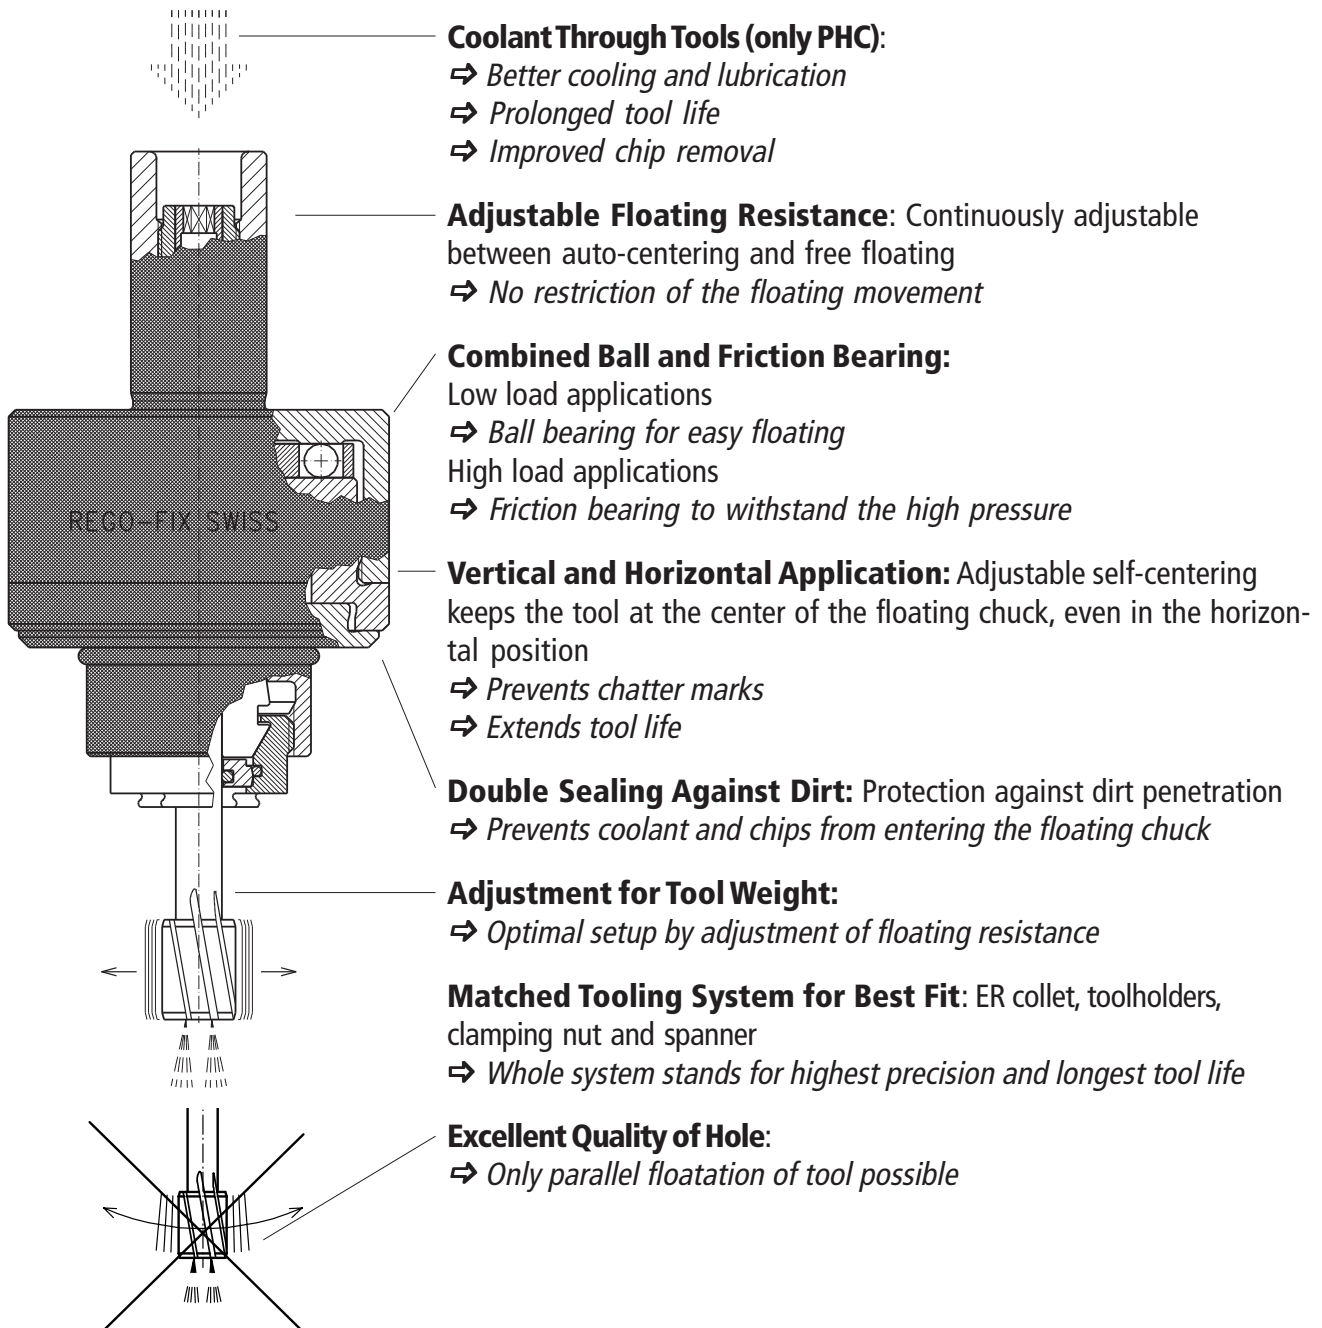 Coolant Through Tools (only PHC):
⇨ Better cooling and lubrication
⇨ Prolonged tool life
⇨ Improved chip removal
Adjustable Floating Resistance: Continuously adjustable
between auto-centering and free floating
⇨ No restriction of the floating movement
Combined Ball and Friction Bearing:
Low load applications
⇨ Ball bearing for easy floating
High load applications
⇨ Friction bearing to withstand the high pressure
REGO-FIX SWISS
Vertical and Horizontal Application: Adjustable self-centering
keeps the tool at the center of the floating chuck, even in the horizon-
tal position
⇨ Prevents chatter marks
⇨ Extends tool life
Double Sealing Against Dirt: Protection against dirt penetration
⇨ Prevents coolant and chips from entering the floating chuck
Adjustment for Tool Weight:
⇨ Optimal setup by adjustment of floating resistance
Matched Tooling System for Best Fit: ER collet, toolholders,
clamping nut and spanner
⇨ Whole system stands for highest precision and longest tool life
Excellent Quality of Hole:
⇨ Only parallel floatation of tool possible